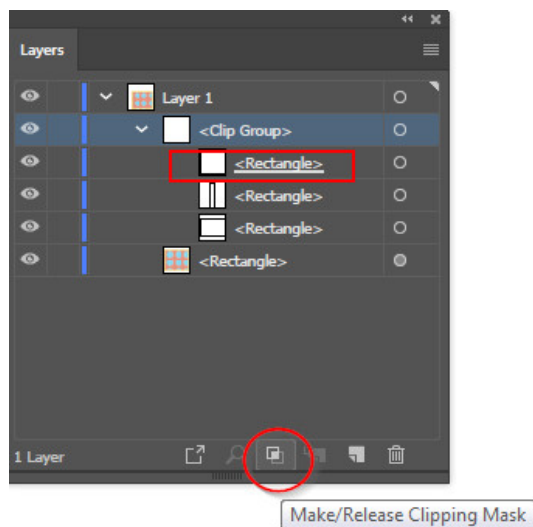 Layers
Layer 1
<Clip Group>
<Rectangle>
<Rectangle>
<Rectangle>
<Rectangle>
1 Layer
Make/Release Clipping Mask